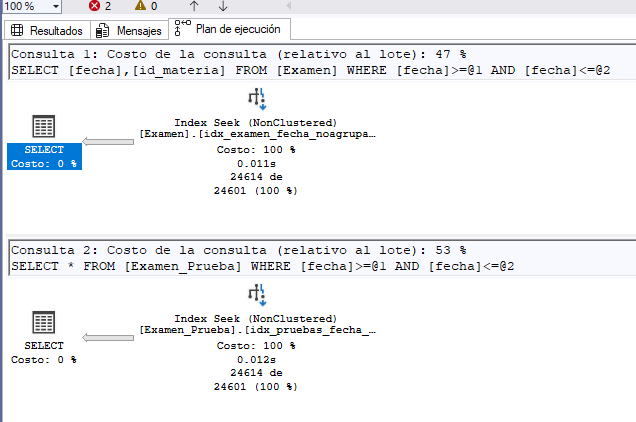 100 %
2
0
Resultados
Mensajes
Plan de ejecución
Consulta 1: Costo de la consulta (relativo al lote): 47 %
SELECT [fecha],[id_materia] FROM [Examen] WHERE [fecha]>=@1 AND [fecha]<=@2
Index Seek (NonClustered)
[Examen].[idx_examen_fecha_noagrupa…
SELECT
Costo: 0 %
Costo: 100 %
0.011s
24614 de
24601 (100 %)
Consulta 2: Costo de la consulta (relativo al lote): 53 %
SELECT * FROM [Examen_Prueba] WHERE [fecha]>=@1 AND [fecha]<=@2
Index Seek (NonClustered)
[Examen_Prueba].[idx_pruebas_fecha_…
SELECT
Costo: 0 %
Costo: 100 %
0.012s
24614 de
24601 (100 %)